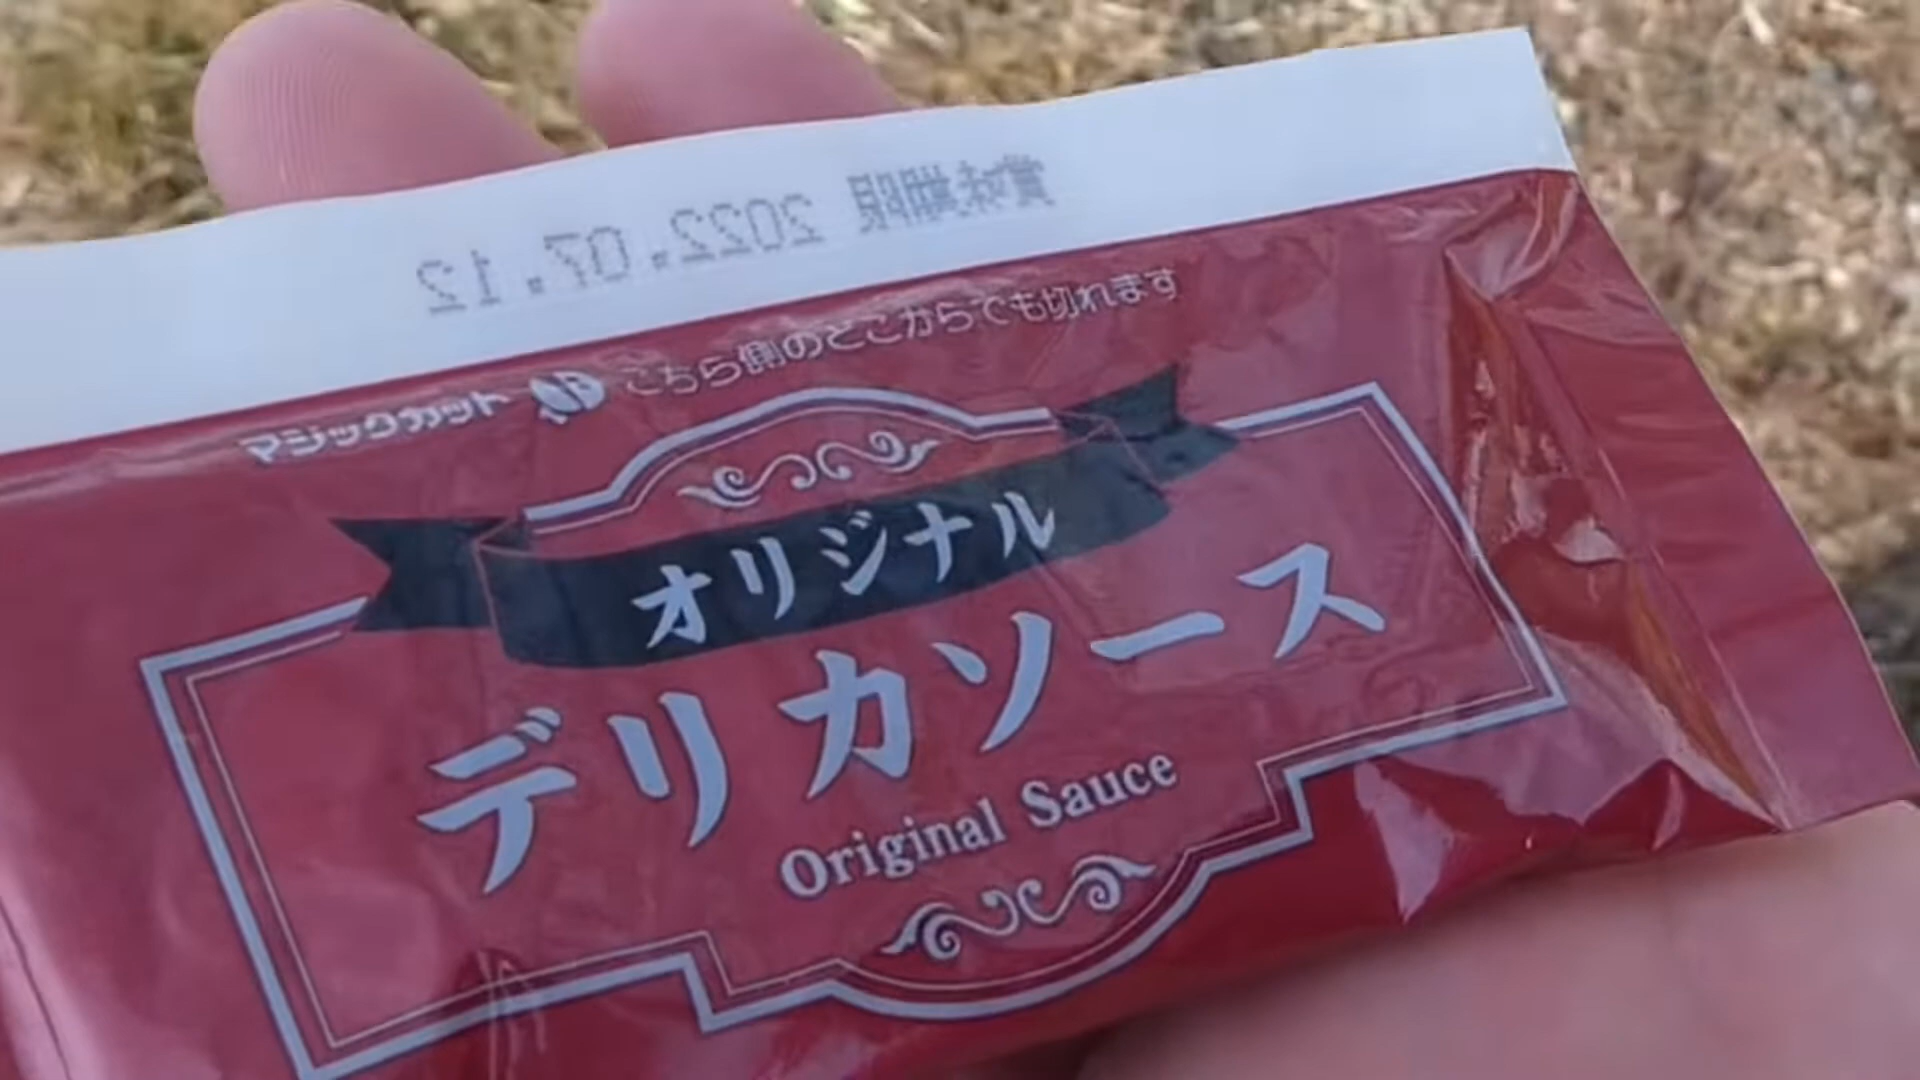 賞味期限 2022.07.12
マジックカット こちら側のどこからでも切れます
オリジナル
デリカソース
Original Sauce